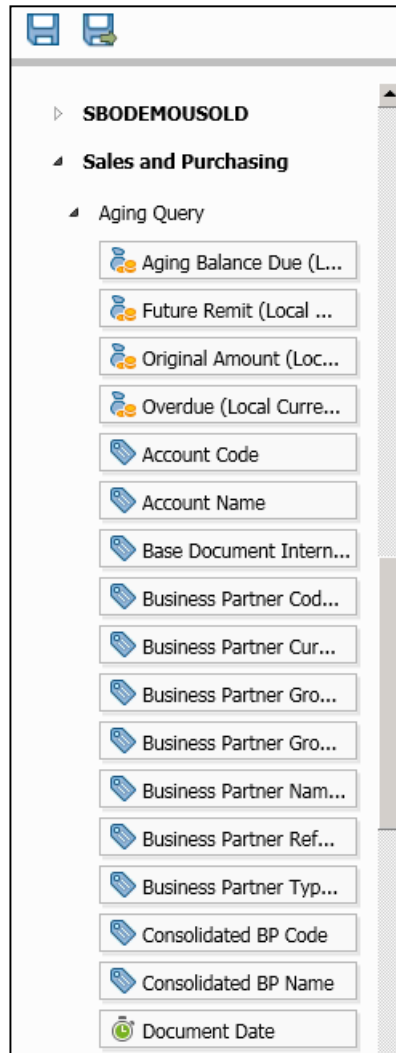 SBODEMOUSOLD
Sales and Purchasing
Aging Query
Aging Balance Due (L...
Future Remit (Local ...
Original Amount (Loc...
Overdue (Local Curre...
Account Code
Account Name
Base Document Intern...
Business Partner Cod...
Business Partner Cur...
Business Partner Gro...
Business Partner Gro...
Business Partner Nam...
Business Partner Ref...
Business Partner Typ...
Consolidated BP Code
Consolidated BP Name
Document Date